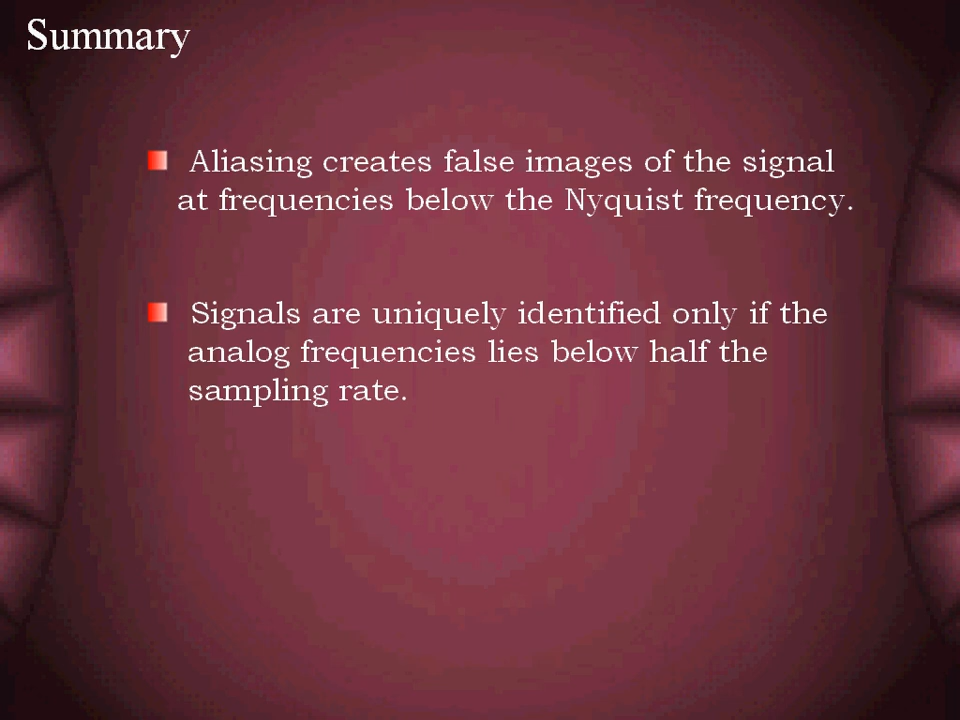 Summary
Aliasing creates false images of the signal
at frequencies below the Nyquist frequency.
Signals are uniquely identified only if the
analog frequencies lies below half the
sampling rate.